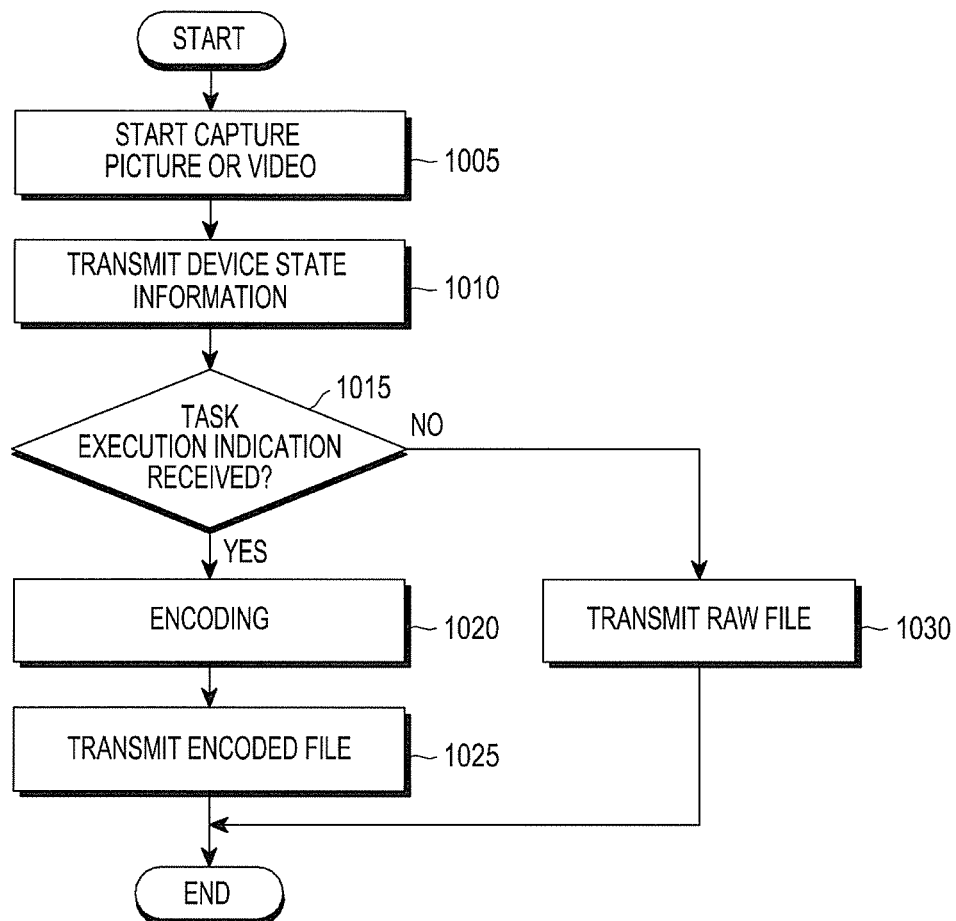 START
START CAPTURE
PICTURE OR VIDEO
1005
TRANSMIT DEVICE STATE
INFORMATION
1010
1015
TASK
EXECUTION INDICATION
RECEIVED?
NO
YES
ENCODING
1020
TRANSMIT RAW FILE
1030
TRANSMIT ENCODED FILE
1025
END